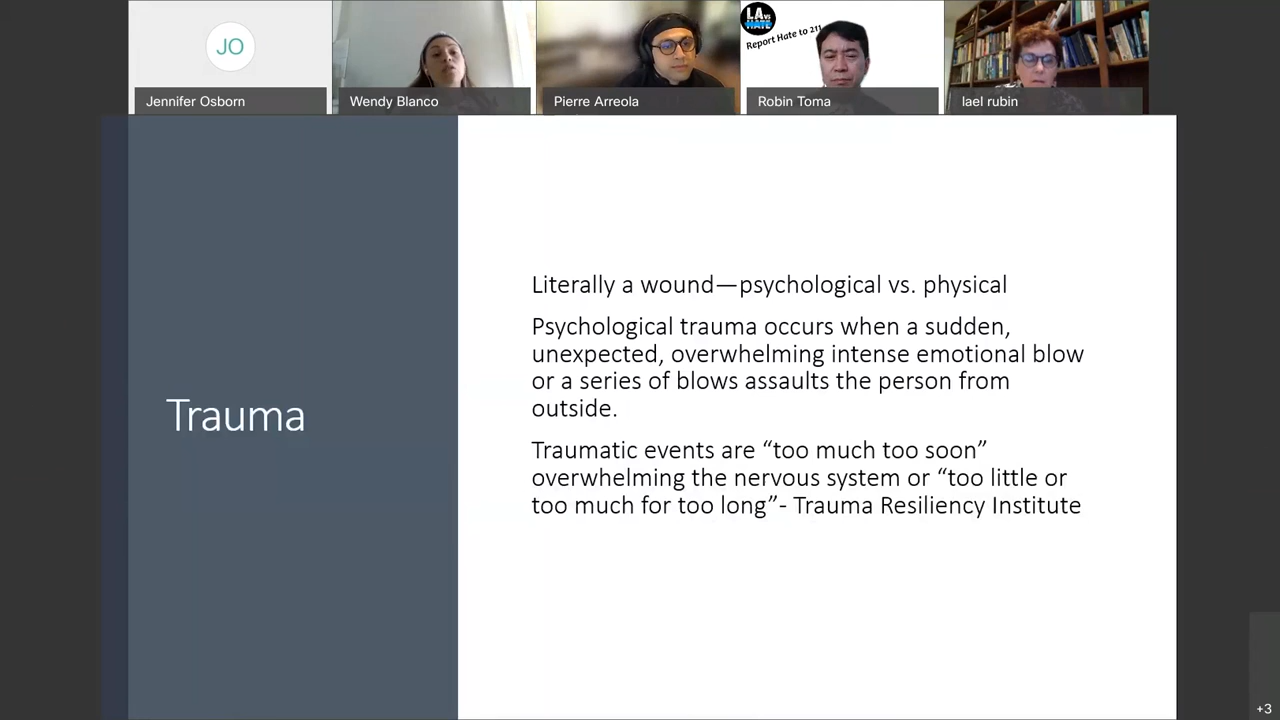 JO
Jennifer Osborn
Wendy Blanco
Pierre Arreola
LA vs
HATE
Report Hate to 211
Robin Toma
lael rubin
Trauma
Literally a wound—psychological vs. physical
Psychological trauma occurs when a sudden,
unexpected, overwhelming intense emotional blow
or a series of blows assaults the person from
outside.
Traumatic events are “too much too soon”
overwhelming the nervous system or “too little or
too much for too long”- Trauma Resiliency Institute
+3